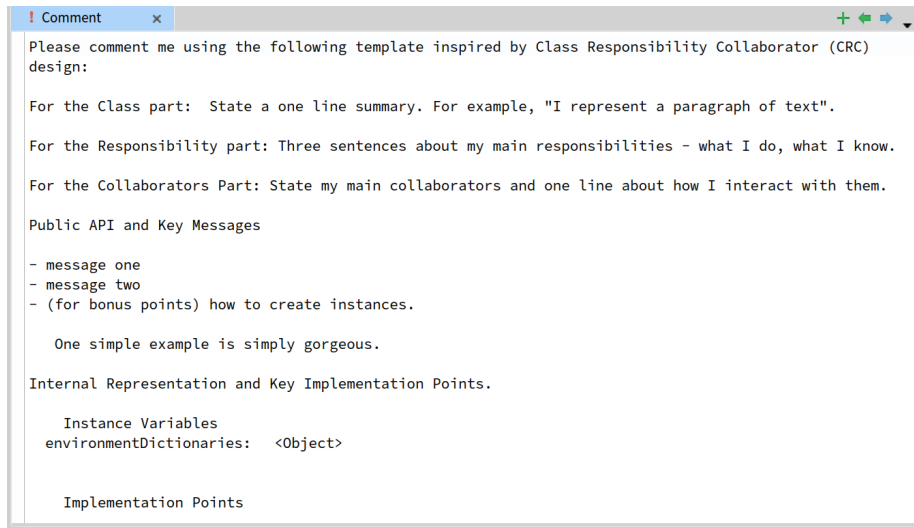 ! Comment ×
Please comment me using the following template inspired by Class Responsibility Collaborator (CRC)
design:
For the Class part:  State a one line summary. For example, "I represent a paragraph of text".
For the Responsibility part: Three sentences about my main responsibilities - what I do, what I know.
For the Collaborators Part: State my main collaborators and one line about how I interact with them.
Public API and Key Messages
- message one
- message two
- (for bonus points) how to create instances.
One simple example is simply gorgeous.
Internal Representation and Key Implementation Points.
Instance Variables
environmentDictionaries:   <Object>
Implementation Points